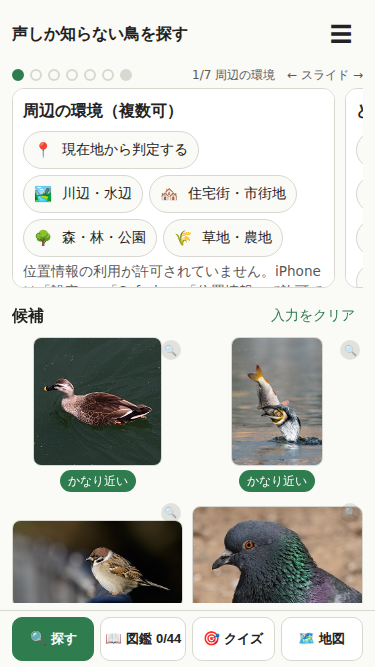 声しか知らない鳥を探す
1/7 周辺の環境 ← スライド →
周辺の環境（複数可）
現在地から判定する
川辺・水辺 住宅街・市街地
森・林・公園 草地・農地
位置情報の利用が許可されていません。iPhone
候補 入力をクリア
かなり近い かなり近い
探す 図鑑 0/44 クイズ 地図